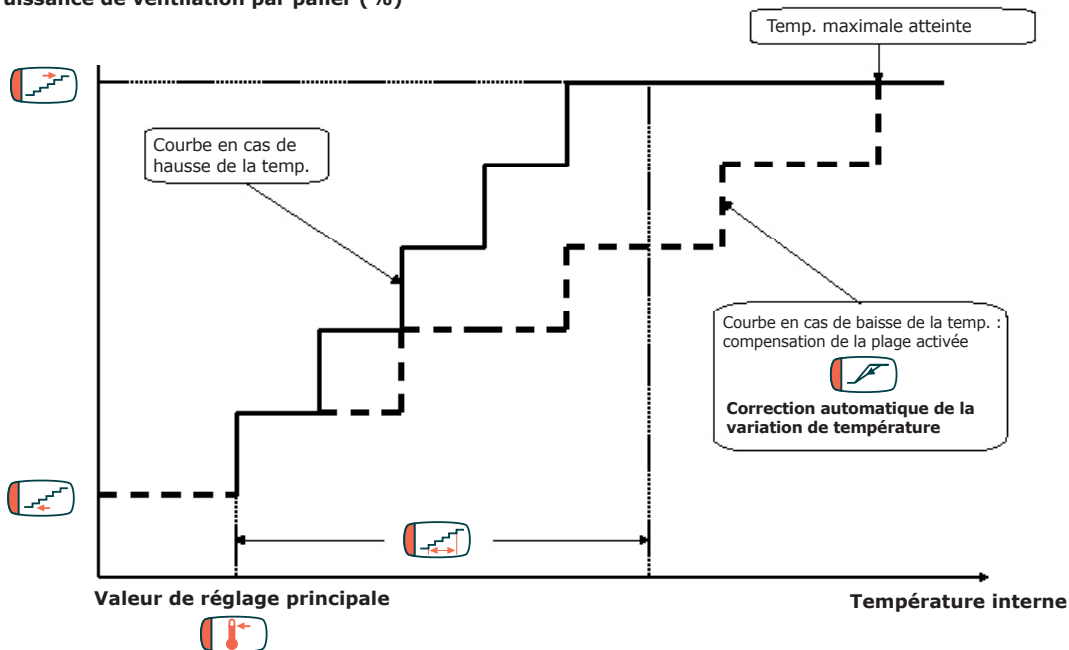 uissance de ventilation par palier (%)
Temp. maximale atteinte
Courbe en cas de
hausse de la temp.
Courbe en cas de baisse de la temp. :
compensation de la plage activée
Correction automatique de la
variation de température
Valeur de réglage principale
Température interne